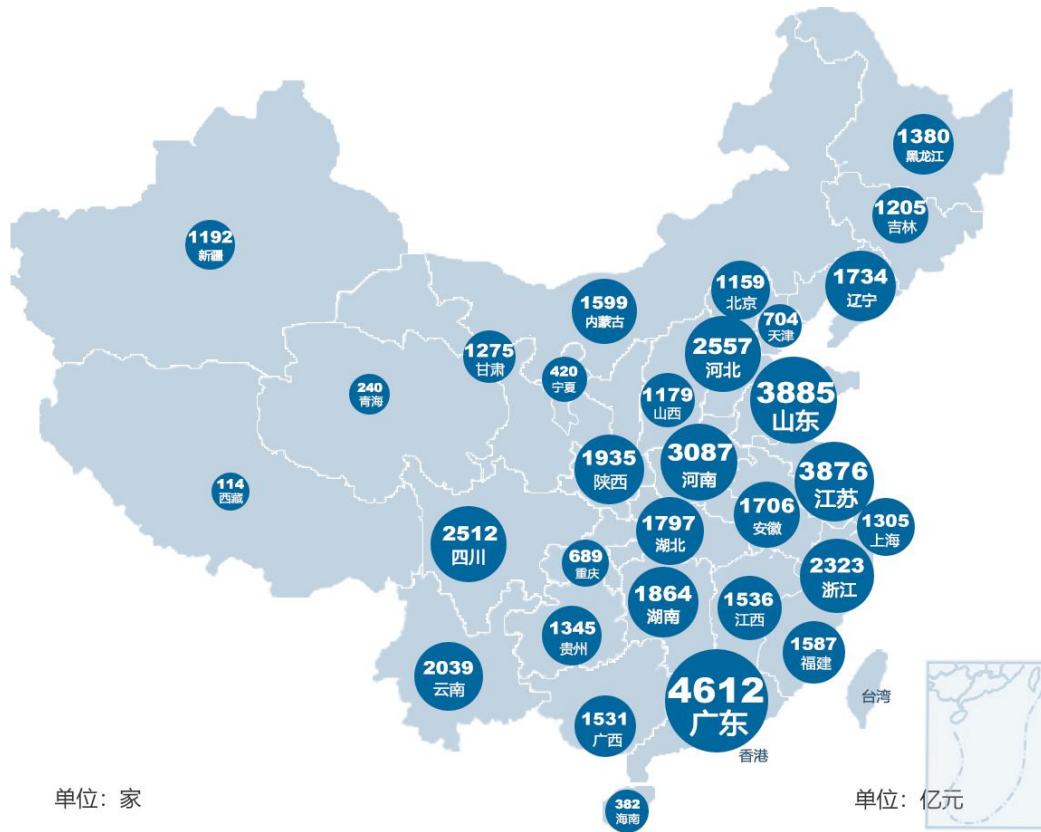 1380
黑龙江
1205
吉林
1192
新疆
1734
辽宁
1159
北京
1599
内蒙古
704
天津
2557
河北
1275
甘肃
420
宁夏
240
青海
1179
山西
3885
山东
3087
河南
1935
陕西
3876
江苏
114
西藏
1706
安徽
1797
湖北
1305
上海
2512
四川
689
重庆
2323
浙江
1864
湖南
1536
江西
1345
贵州
1587
福建
2039
云南
4612
广东
台湾
1531
广西
香港
单位：家
单位：亿元
382
海南